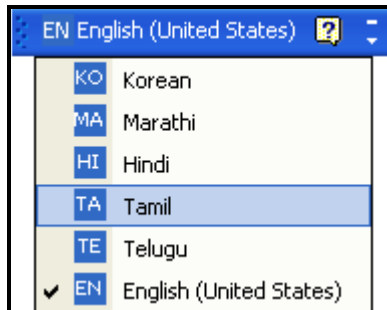 EN English (United States)
KO Korean
MA Marathi
HI Hindi
TA Tamil
TE Telugu
EN English (United States)